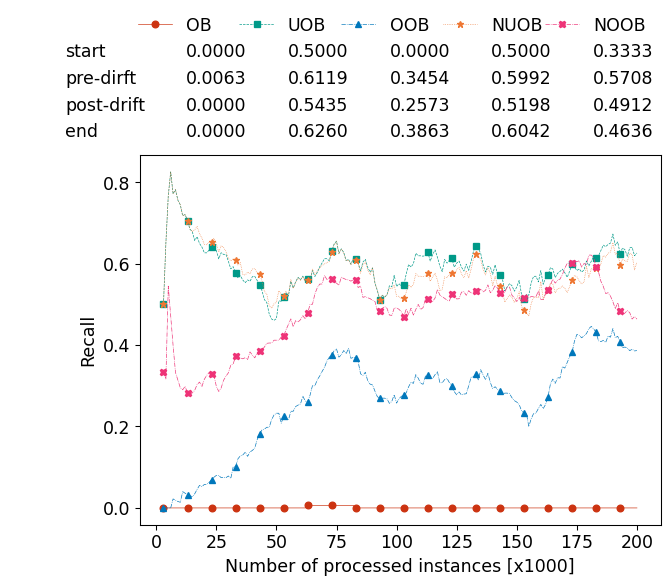 OB UOB OOB NUOB NOOB
start 0.0000 0.5000 0.0000 0.5000 0.3333
pre-dirft 0.0063 0.6119 0.3454 0.5992 0.5708
post-drift 0.0000 0.5435 0.2573 0.5198 0.4912
end 0.0000 0.6260 0.3863 0.6042 0.4636
0.8
0.6
0.4
0.2
0.0
Recall
0 25 50 75 100 125 150 175 200
Number of processed instances [x1000]